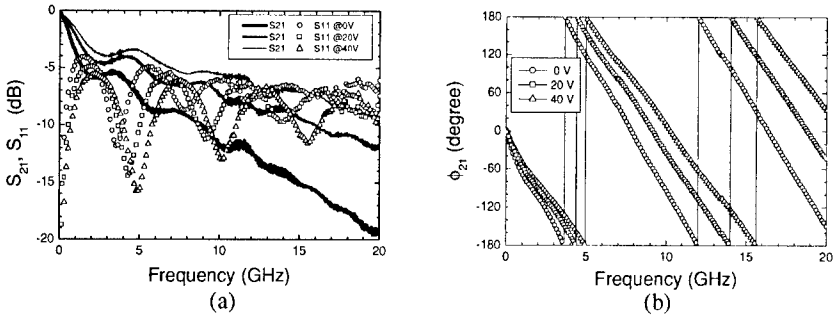 S21 S11 @0V
S21 S11 @20V
S21 S11 @40V
0
-5
-10
-15
-20
S21, S11 (dB)
0 5 10 15 20
Frequency (GHz)
(a)
180
120
60
0
-60
-120
-180
ϕ21 (degree)
0 V
20 V
40 V
0 5 10 15 20
Frequency (GHz)
(b)